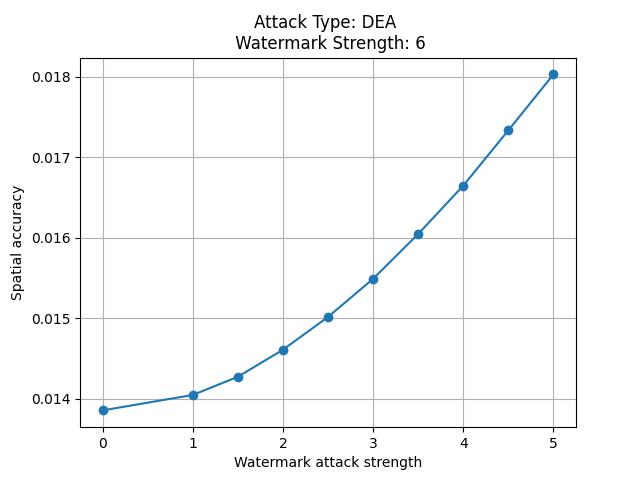 Attack Type: DEA
Watermark Strength: 6
0.018
0.017
0.016
0.015
0.014
Spatial accuracy
0 1 2 3 4 5
Watermark attack strength